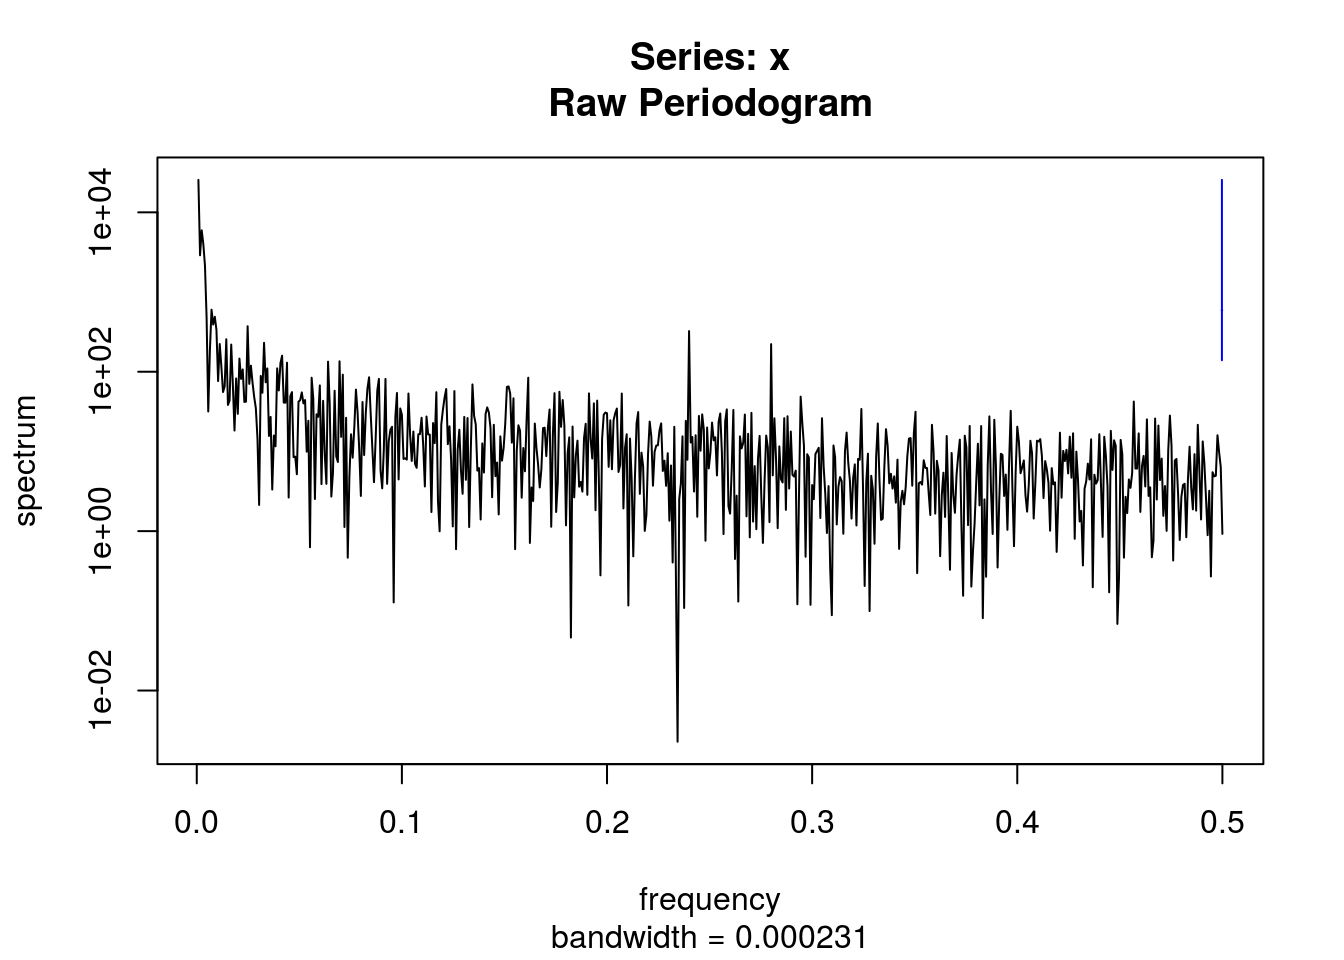 Series: x
Raw Periodogram
spectrum
1e+04
1e+02
1e+00
1e-02
0.0 0.1 0.2 0.3 0.4 0.5
frequency
bandwidth = 0.000231